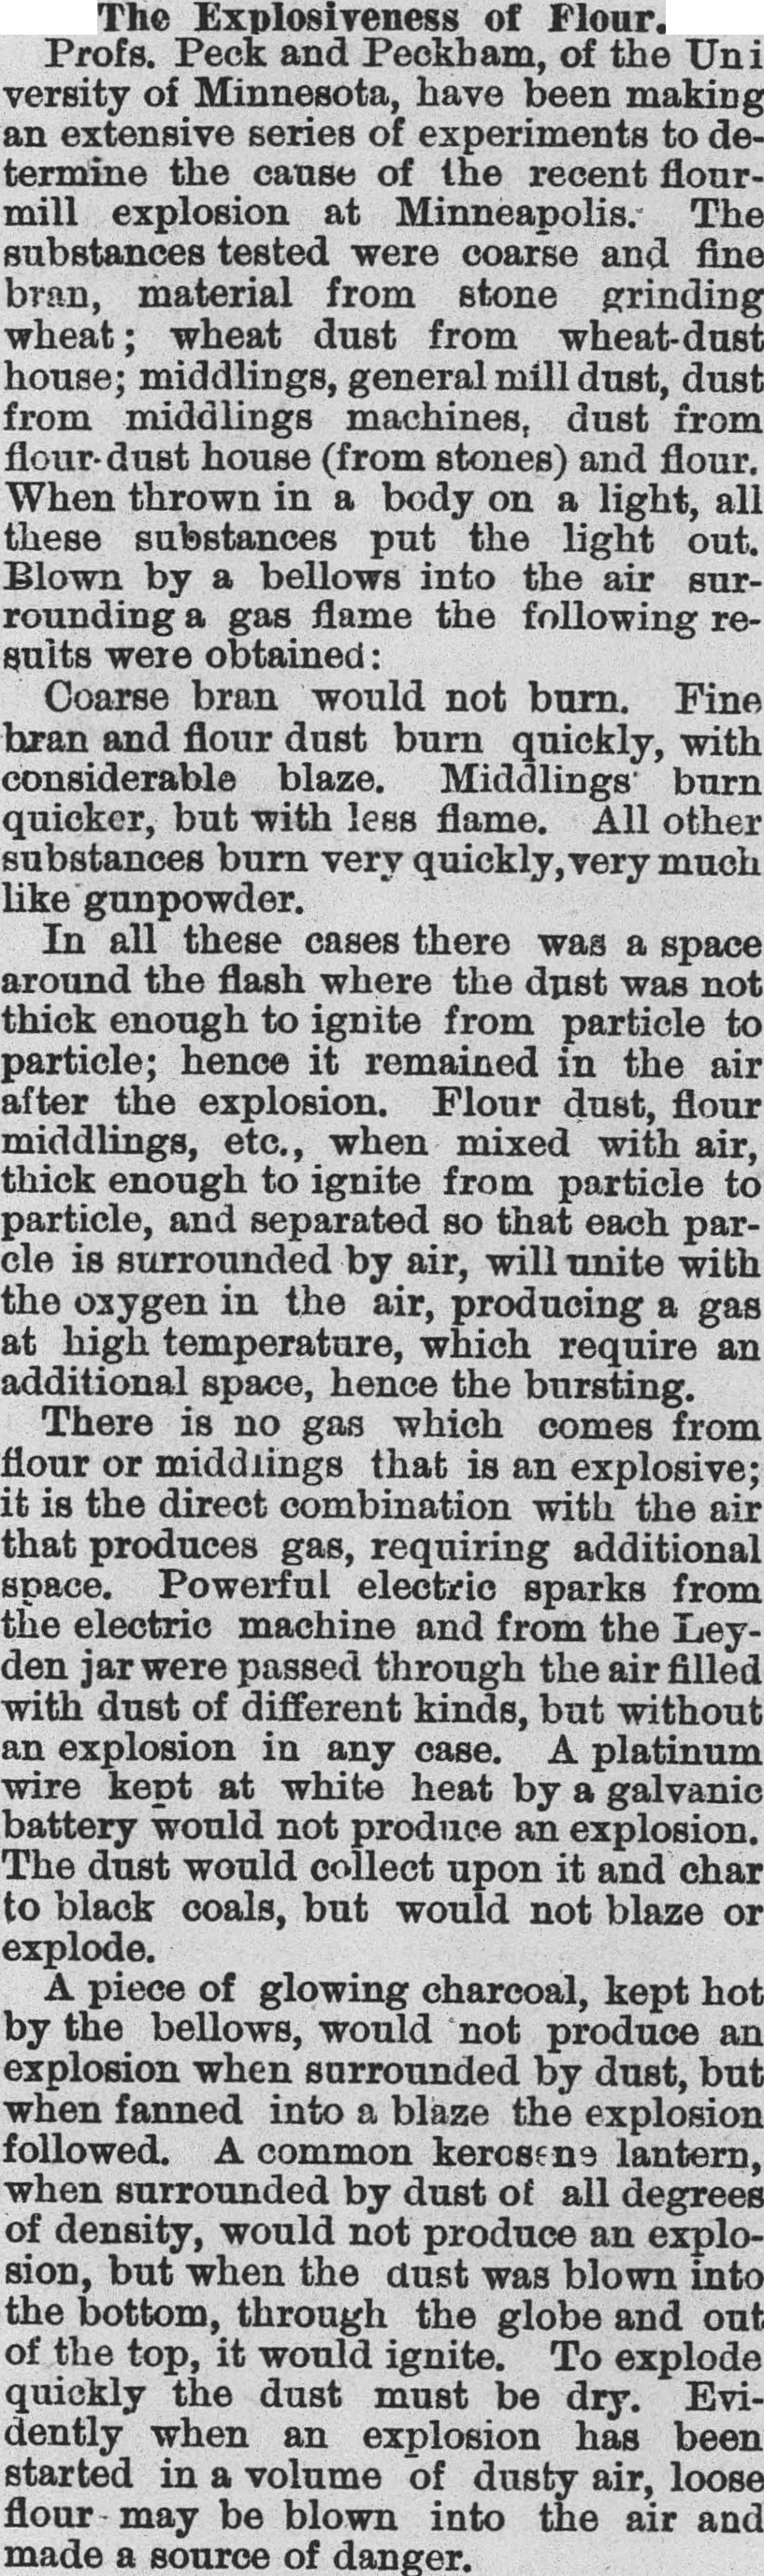 The Explosiveness of Flour.
Profs. Peck and Peckham, of the Uni
versity of Minnesota, have been making
an extensive series of experiments to de-
termine the cause of the recent flour-
mill explosion at Minneapolis. The
substances tested were coarse and fine
bran, material from stone grinding
wheat; wheat dust from wheat-dust
house; middlings, general mill dust, dust
from middlings machines, dust from
flour-dust house (from stones) and flour.
When thrown in a body on a light, all
these substances put the light out.
Blown by a bellows into the air sur-
rounding a gas flame the following re-
sults were obtained:
Coarse bran would not burn. Fine
bran and flour dust burn quickly, with
considerable blaze. Middlings burn
quicker, but with less flame. All other
substances burn very quickly, very much
like gunpowder.
In all these cases there was a space
around the flash where the dust was not
thick enough to ignite from particle to
particle; hence it remained in the air
after the explosion. Flour dust, flour
middlings, etc., when mixed with air,
thick enough to ignite from particle to
particle, and separated so that each par-
cle is surrounded by air, will unite with
the oxygen in the air, producing a gas
at high temperature, which require an
additional space, hence the bursting.
There is no gas which comes from
flour or middlings that is an explosive;
it is the direct combination with the air
that produces gas, requiring additional
space. Powerful electric sparks from
the electric machine and from the Ley-
den jar were passed through the air filled
with dust of different kinds, but without
an explosion in any case. A platinum
wire kept at white heat by a galvanic
battery would not produce an explosion.
The dust would collect upon it and char
to black coals, but would not blaze or
explode.
A piece of glowing charcoal, kept hot
by the bellows, would not produce an
explosion when surrounded by dust, but
when fanned into a blaze the explosion
followed. A common kerosene lantern,
when surrounded by dust of all degrees
of density, would not produce an explo-
sion, but when the dust was blown into
the bottom, through the globe and out
of the top, it would ignite. To explode
quickly the dust must be dry. Evi-
dently when an explosion has been
started in a volume of dusty air, loose
flour may be blown into the air and
made a source of danger.